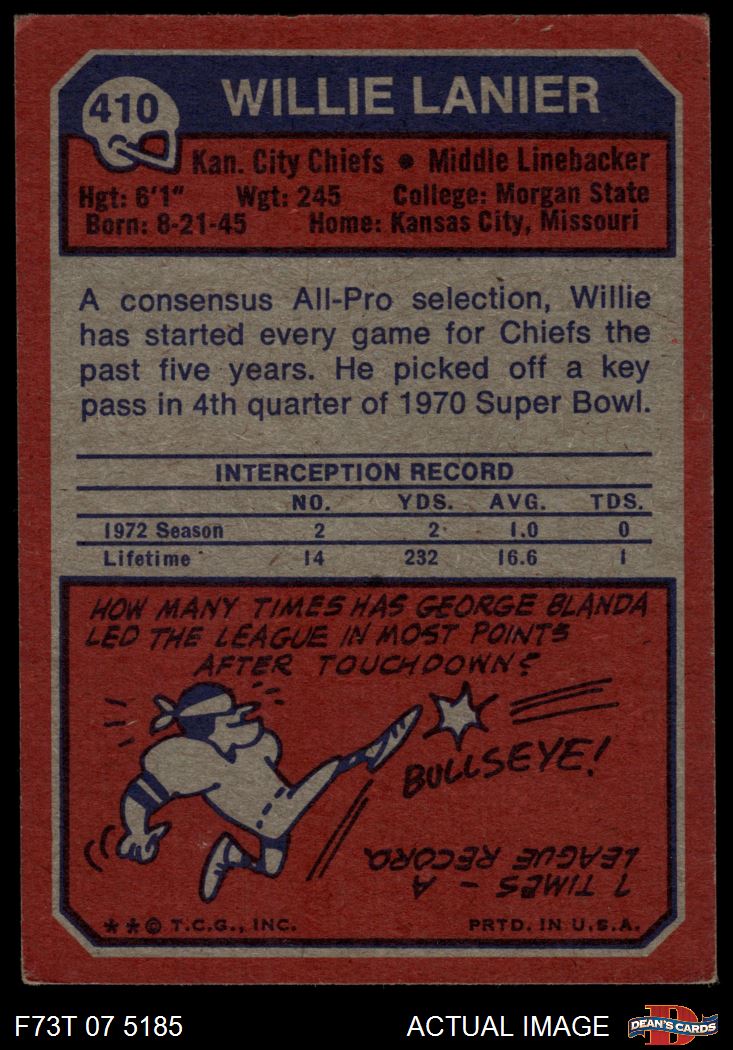 410
WILLIE LANIER
Kan. City Chiefs • Middle Linebacker
Hgt: 6'1" Wgt: 245 College: Morgan State
Born: 8-21-45 Home: Kansas City, Missouri
A consensus All-Pro selection, Willie
has started every game for Chiefs the
past five years. He picked off a key
pass in 4th quarter of 1970 Super Bowl.
INTERCEPTION RECORD
NO. YDS. AVG. TDS.
1972 Season 2 2 1.0 0
Lifetime 14 232 16.6 1
HOW MANY TIMES HAS GEORGE BLANDA
LED THE LEAGUE IN MOST POINTS
AFTER TOUCHDOWN?
BULLSEYE!
7 TIMES - A
LEAGUE RECORD.
** © T.C.G., INC. PRTD. IN U.S.A.
F73T 07 5185 ACTUAL IMAGE D DEAN'S CARDS